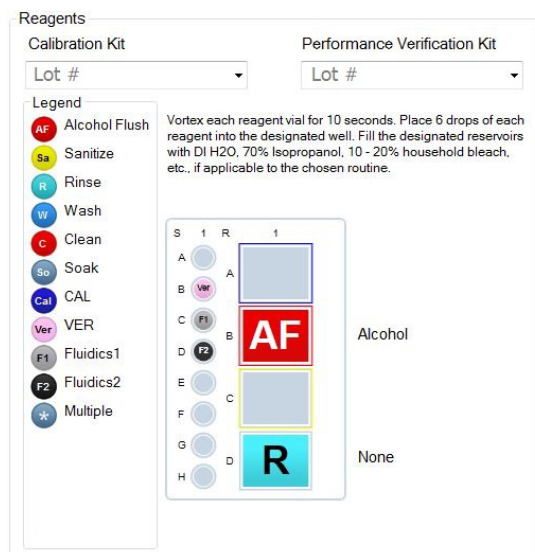 Reagents
Calibration Kit
Performance Verification Kit
Lot #
Lot #
Legend
AF Alcohol Flush
Sa Sanitize
R Rinse
W Wash
C Clean
So Soak
Cal CAL
Ver VER
F1 Fluidics1
F2 Fluidics2
* Multiple
Vortex each reagent vial for 10 seconds. Place 6 drops of each
reagent into the designated well. Fill the designated reservoirs
with DI H2O, 70% Isopropanol, 10 - 20% household bleach,
etc., if applicable to the chosen routine.
S 1 R 1
A
A
B Ver
C F1
B AF Alcohol
D F2
E
C
F
G
D R None
H